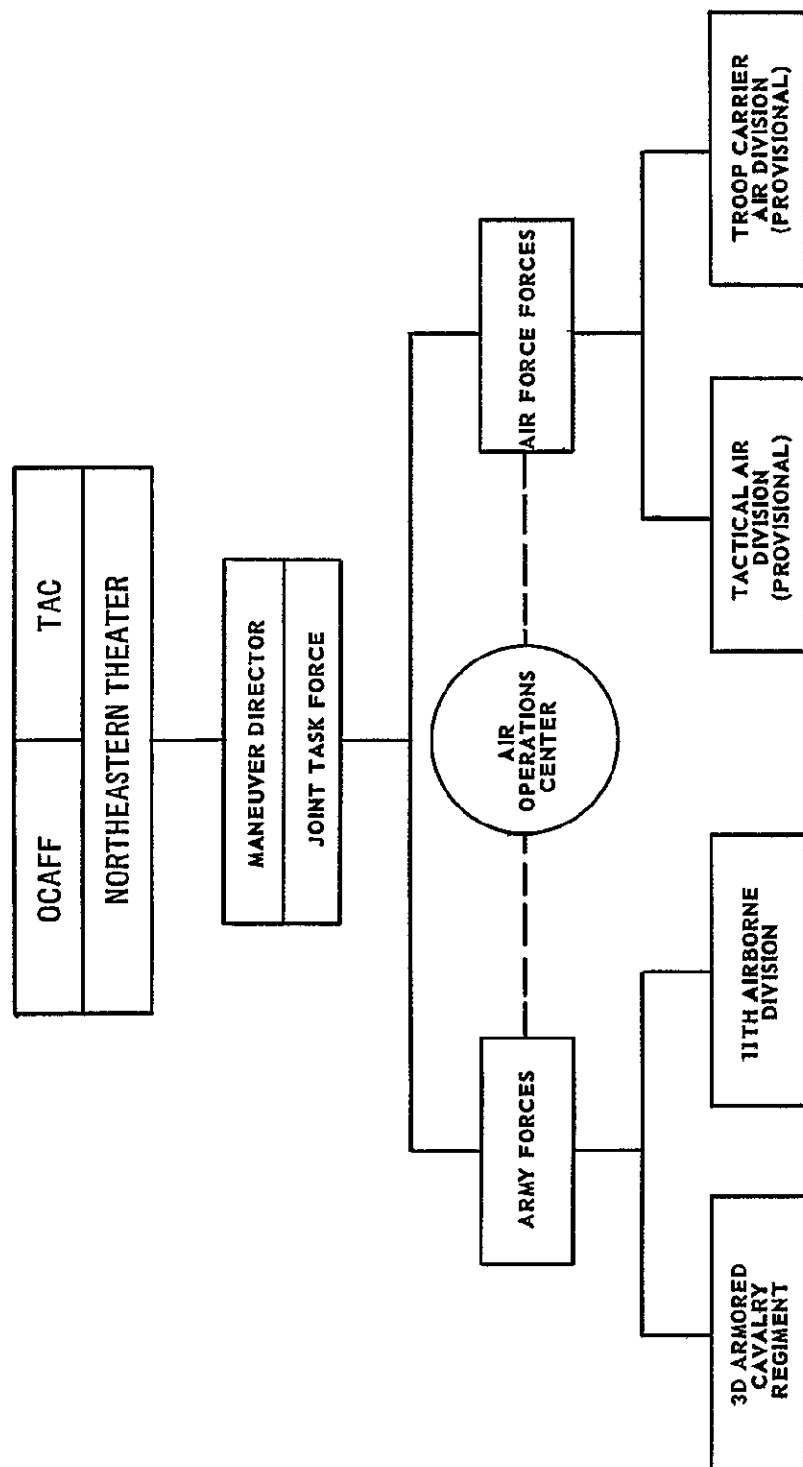 OCAFF
TAC
NORTHEASTERN THEATER
MANEUVER DIRECTOR
JOINT TASK FORCE
ARMY FORCES
AIR
OPERATIONS
CENTER
AIR FORCE FORCES
3D ARMORED
CAVALRY
REGIMENT
11TH AIRBORNE
DIVISION
TACTICAL AIR
DIVISION
(PROVISIONAL)
TROOP CARRIER
AIR DIVISION
(PROVISIONAL)